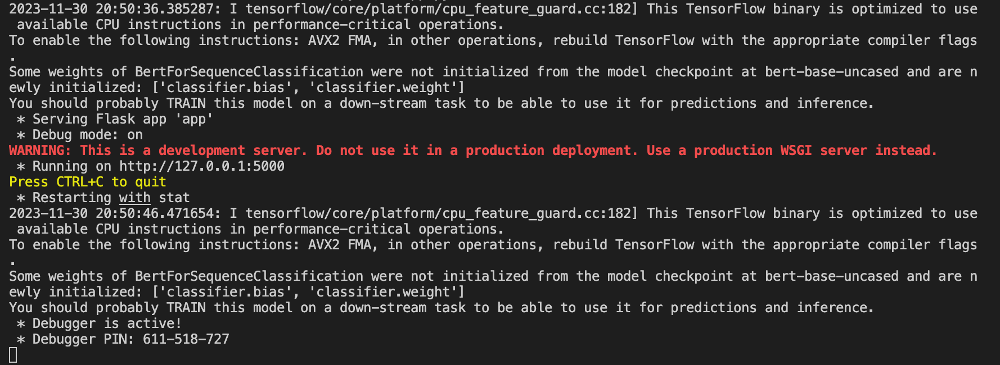 2023-11-30 20:50:36.385287: I tensorflow/core/platform/cpu_feature_guard.cc:182] This TensorFlow binary is optimized to use
 available CPU instructions in performance-critical operations.
To enable the following instructions: AVX2 FMA, in other operations, rebuild TensorFlow with the appropriate compiler flags
.
Some weights of BertForSequenceClassification were not initialized from the model checkpoint at bert-base-uncased and are n
ewly initialized: ['classifier.bias', 'classifier.weight']
You should probably TRAIN this model on a down-stream task to be able to use it for predictions and inference.
 * Serving Flask app 'app'
 * Debug mode: on
WARNING: This is a development server. Do not use it in a production deployment. Use a production WSGI server instead.
 * Running on http://127.0.0.1:5000
Press CTRL+C to quit
 * Restarting with stat
2023-11-30 20:50:46.471654: I tensorflow/core/platform/cpu_feature_guard.cc:182] This TensorFlow binary is optimized to use
 available CPU instructions in performance-critical operations.
To enable the following instructions: AVX2 FMA, in other operations, rebuild TensorFlow with the appropriate compiler flags
.
Some weights of BertForSequenceClassification were not initialized from the model checkpoint at bert-base-uncased and are n
ewly initialized: ['classifier.bias', 'classifier.weight']
You should probably TRAIN this model on a down-stream task to be able to use it for predictions and inference.
 * Debugger is active!
 * Debugger PIN: 611-518-727